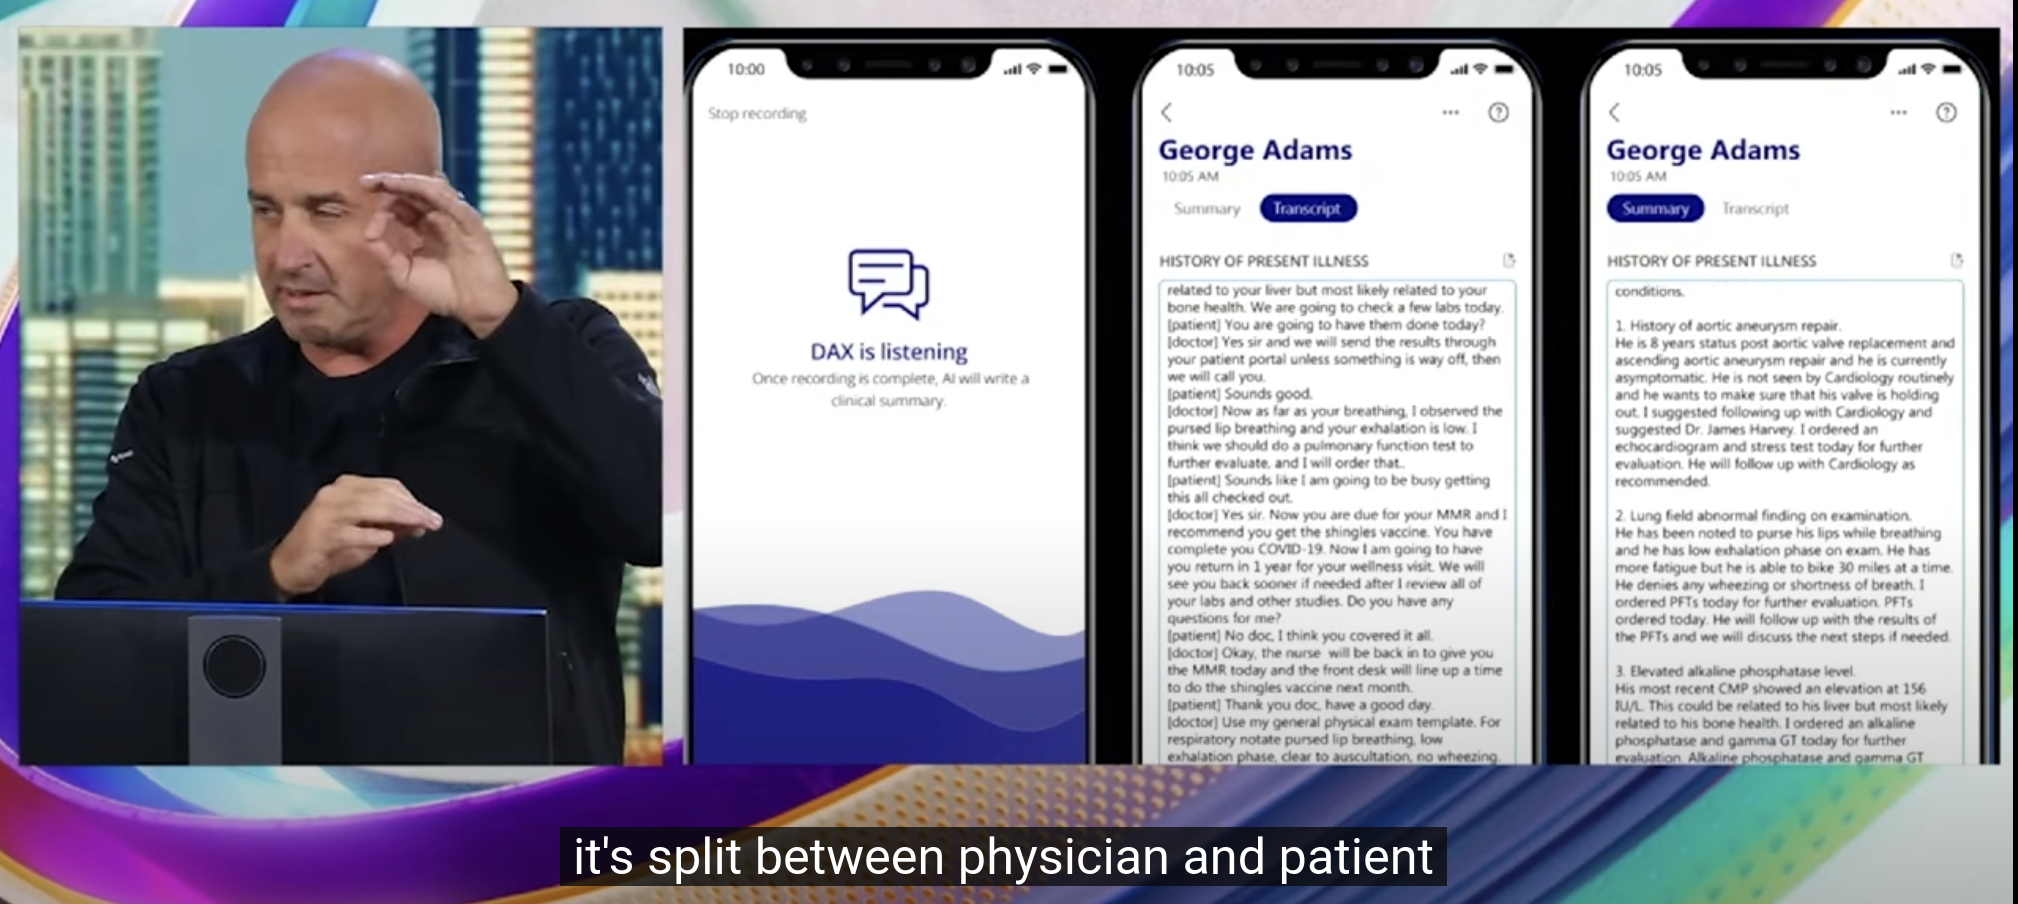 10:00
Stop recording
DAX is listening
Once recording is complete, AI will write a
clinical summary.
10:05
George Adams
10:05 AM
Summary
Transcript
HISTORY OF PRESENT ILLNESS
related to your liver but most likely related to your
bone health. We are going to check a few labs today.
[patient] You are going to have them done today?
[doctor] Yes sir and we will send the results through
your patient portal unless something is way off, then
we will call you.
[patient] Sounds good.
[doctor] Now as far as your breathing, I observed the
pursed lip breathing and your exhalation is low. I
think we should do a pulmonary function test to
further evaluate, and I will order that..
[patient] Sounds like I am going to be busy getting
this all checked out.
[doctor] Yes sir. Now you are due for your MMR and I
recommend you get the shingles vaccine. You have
complete you COVID-19. Now I am going to have
you return in 1 year for your wellness visit. We will
see you back sooner if needed after I review all of
your labs and other studies. Do you have any
questions for me?
[patient] No doc, I think you covered it all.
[doctor] Okay, the nurse will be back in to give you
the MMR today and the front desk will line up a time
to do the shingles vaccine next month.
[patient] Thank you doc, have a good day.
[doctor] Use my general physical exam template. For
respiratory notate pursed lip breathing, low
exhalation phase, clear to auscultation, no wheezing.
10:05
George Adams
10:05 AM
Summary
Transcript
HISTORY OF PRESENT ILLNESS
conditions.
1. History of aortic aneurysm repair.
He is 8 years status post aortic valve replacement and
ascending aortic aneurysm repair and he is currently
asymptomatic. He is not seen by Cardiology routinely
and he wants to make sure that his valve is holding
out. I suggested following up with Cardiology and
suggested Dr. James Harvey. I ordered an
echocardiogram and stress test today for further
evaluation. He will follow up with Cardiology as
recommended.
2. Lung field abnormal finding on examination.
He has been noted to purse his lips while breathing
and he has low exhalation phase on exam. He has
more fatigue but he is able to bike 30 miles at a time.
He denies any wheezing or shortness of breath. I
ordered PFTs today for further evaluation. PFTs
ordered today. He will follow up with the results of
the PFTs and we will discuss the next steps if needed.
3. Elevated alkaline phosphatase level.
His most recent CMP showed an elevation at 156
IU/L. This could be related to his liver but most likely
related to his bone health. I ordered an alkaline
phosphatase and gamma GT today for further
evaluation. Alkaline phosphatase and gamma GT
it's split between physician and patient